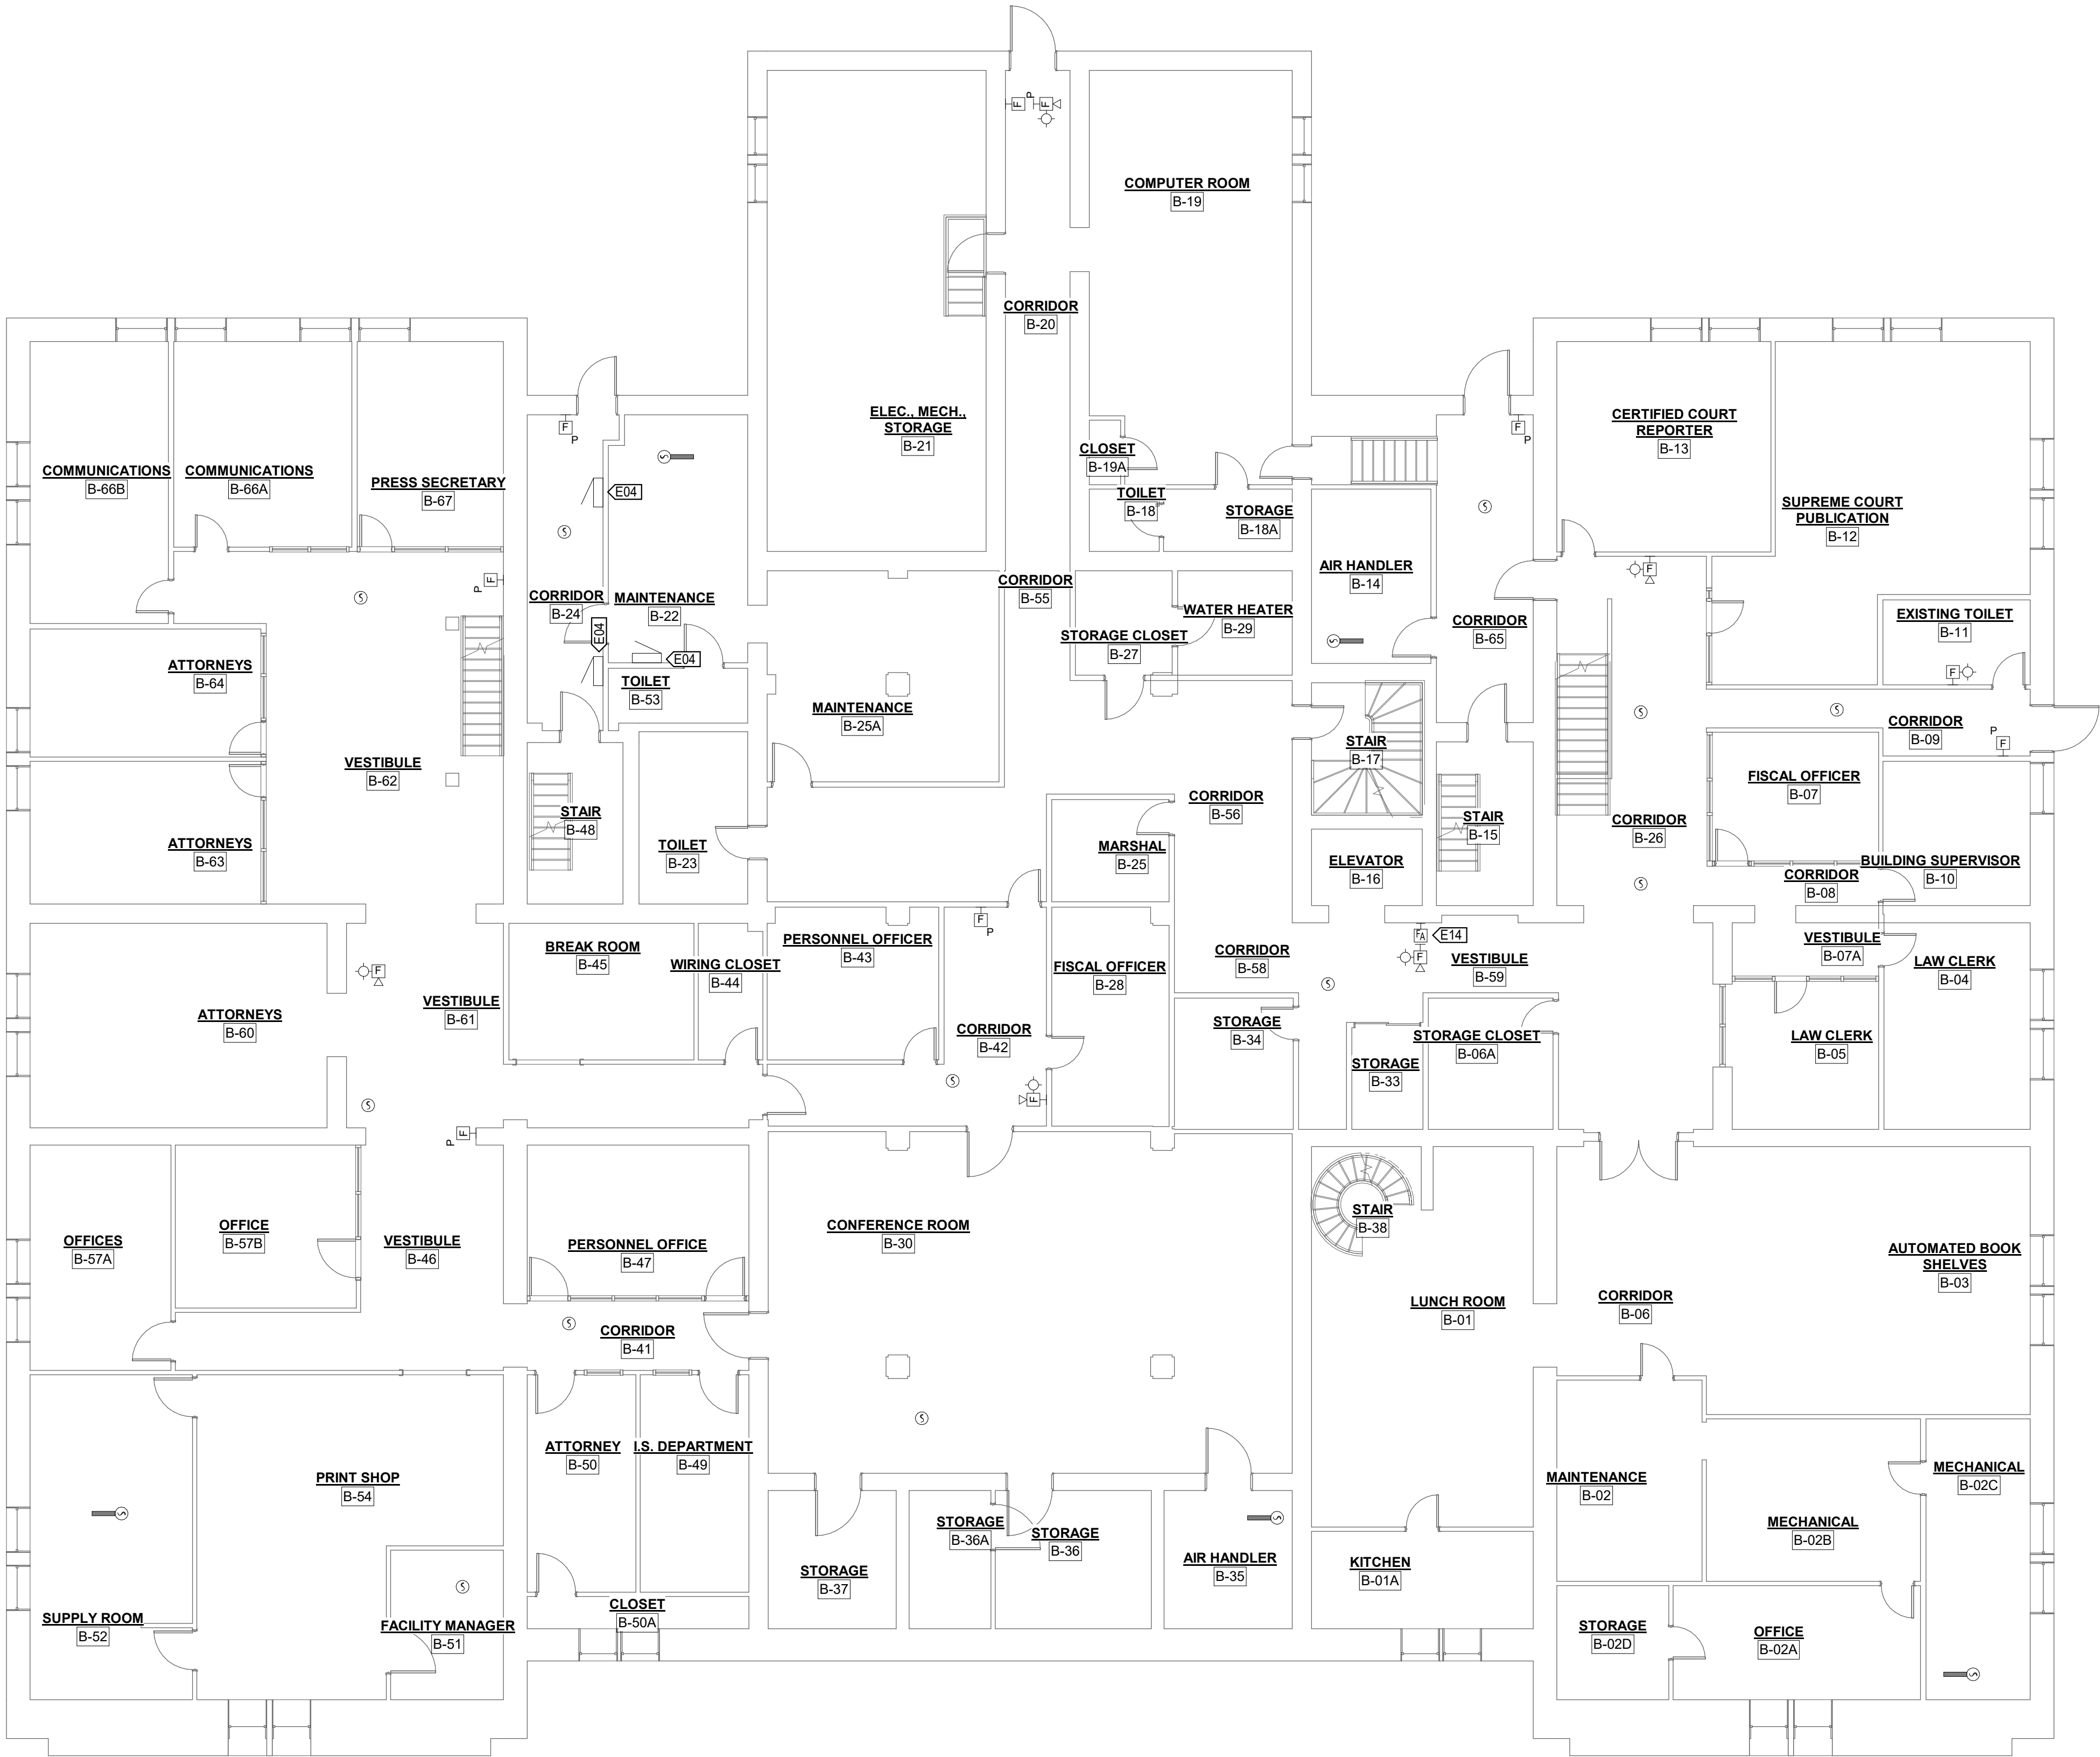 F
P
F
COMPUTER ROOM
B-19
CORRIDOR
B-20
ELEC., MECH.,
STORAGE
B-21
CERTIFIED COURT
REPORTER
B-13
F
P
F
P
COMMUNICATIONS
B-66B
COMMUNICATIONS
B-66A
PRESS SECRETARY
B-67
S
E04
CLOSET
B-19A
TOILET
B-18
STORAGE
B-18A
S
SUPREME COURT
PUBLICATION
B-12
S
AIR HANDLER
B-14
F
F
P
S
CORRIDOR
B-24
MAINTENANCE
B-22
CORRIDOR
B-55
WATER HEATER
B-29
STORAGE CLOSET
B-27
S
CORRIDOR
B-65
EXISTING TOILET
B-11
F
E04
E04
ATTORNEYS
B-64
TOILET
B-53
MAINTENANCE
B-25A
S
S
CORRIDOR
B-09
P
F
VESTIBULE
B-62
STAIR
B-17
FISCAL OFFICER
B-07
STAIR
B-48
CORRIDOR
B-56
STAIR
B-15
CORRIDOR
B-26
ATTORNEYS
B-63
TOILET
B-23
MARSHAL
B-25
ELEVATOR
B-16
S
CORRIDOR
B-08
BUILDING SUPERVISOR
B-10
F
P
FA
E14
F
BREAK ROOM
B-45
WIRING CLOSET
B-44
PERSONNEL OFFICER
B-43
FISCAL OFFICER
B-28
CORRIDOR
B-58
VESTIBULE
B-59
VESTIBULE
B-07A
LAW CLERK
B-04
F
S
ATTORNEYS
B-60
VESTIBULE
B-61
CORRIDOR
B-42
STORAGE
B-34
STORAGE CLOSET
B-06A
STORAGE
B-33
LAW CLERK
B-05
S
S
F
F
P
OFFICES
B-57A
OFFICE
B-57B
VESTIBULE
B-46
PERSONNEL OFFICE
B-47
CONFERENCE ROOM
B-30
STAIR
B-38
AUTOMATED BOOK
SHELVES
B-03
LUNCH ROOM
B-01
CORRIDOR
B-06
S
CORRIDOR
B-41
S
ATTORNEY
B-50
I.S. DEPARTMENT
B-49
PRINT SHOP
B-54
MAINTENANCE
B-02
MECHANICAL
B-02C
S
S
STORAGE
B-36A
STORAGE
B-36
MECHANICAL
B-02B
STORAGE
B-37
AIR HANDLER
B-35
KITCHEN
B-01A
S
SUPPLY ROOM
B-52
FACILITY MANAGER
B-51
CLOSET
B-50A
STORAGE
B-02D
OFFICE
B-02A
S